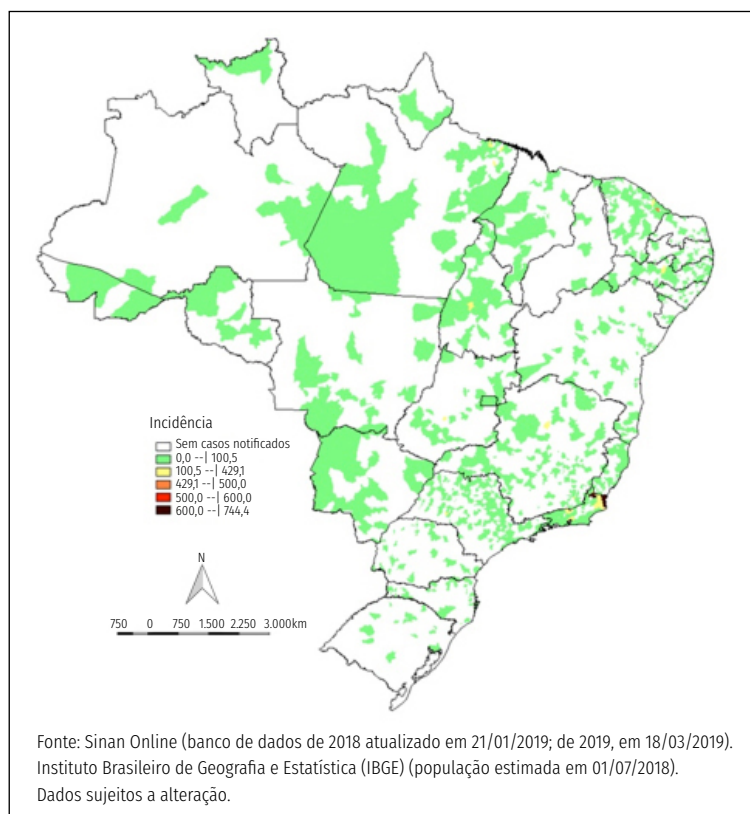 Incidência
Sem casos notificados
0,0 --| 100,5
100,5 --| 429,1
429,1 --| 500,0
500,0 --| 600,0
600,0 --| 744,4
N
750 0 750 1.500 2.250 3.000km
Fonte: Sinan Online (banco de dados de 2018 atualizado em 21/01/2019; de 2019, em 18/03/2019).
Instituto Brasileiro de Geografia e Estatística (IBGE) (população estimada em 01/07/2018).
Dados sujeitos a alteração.